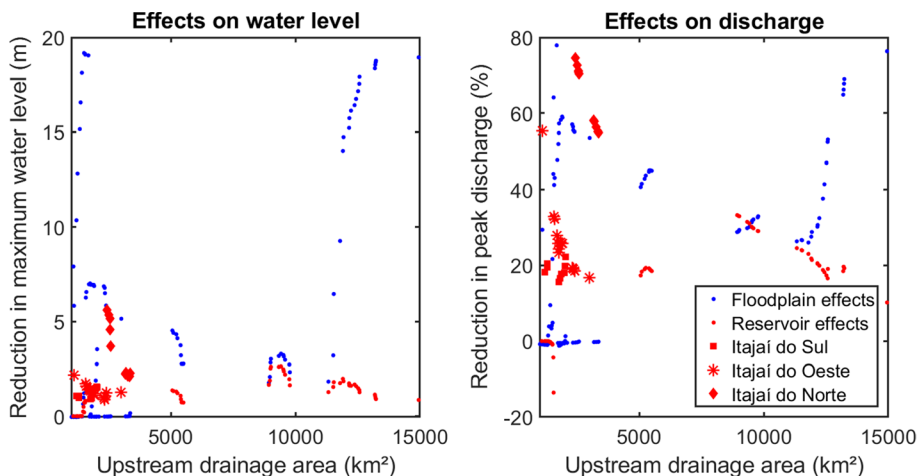 Effects on water level
Reduction in maximum water level (m)
20
15
10
5
0
5000
10000
15000
Upstream drainage area (km²)
Effects on discharge
Reduction in peak discharge (%)
80
60
40
20
0
-20
5000
10000
15000
Upstream drainage area (km²)
Floodplain effects
Reservoir effects
Itajaí do Sul
Itajaí do Oeste
Itajaí do Norte